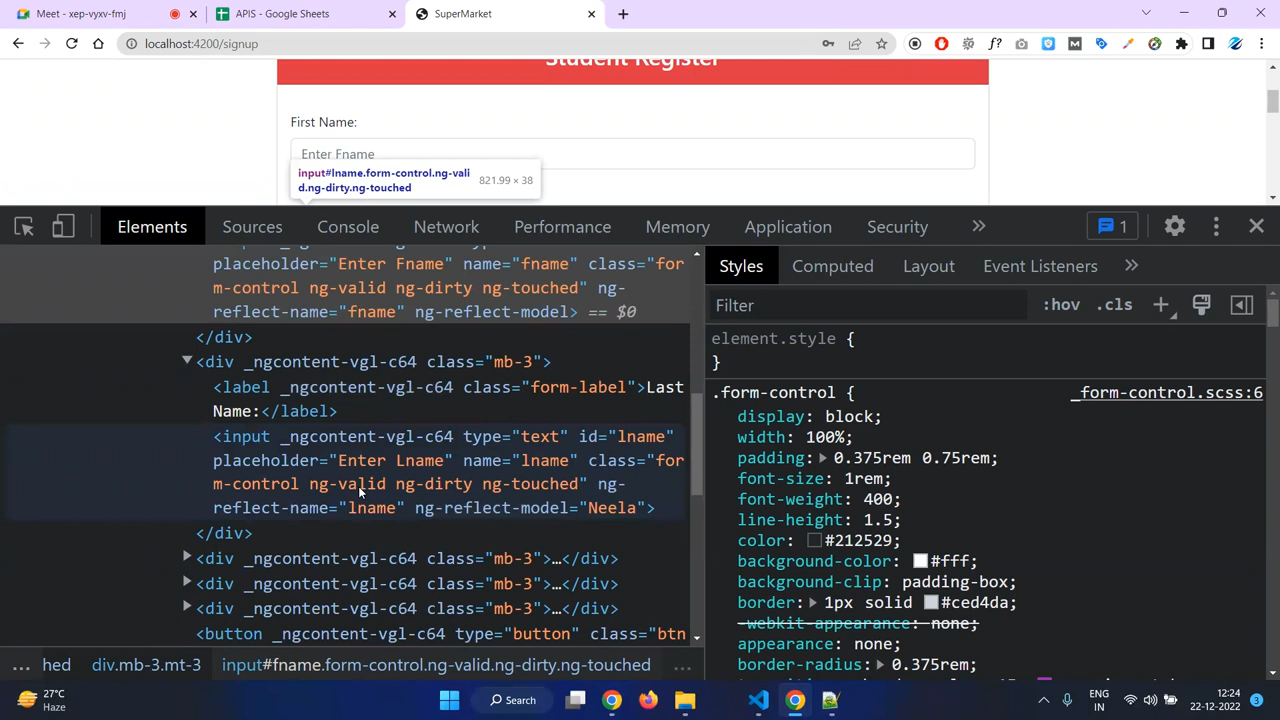 Meet - xep-vyxv-fmj
APIS - Google Sheets
SuperMarket
localhost:4200/signup
Student Register
First Name:
Enter Fname
input#lname.form-control.ng-vali
d.ng-dirty.ng-touched
821.99 × 38
Elements
Sources
Console
Network
Performance
Memory
Application
Security
1
placeholder="Enter Fname" name="fname" class="for
m-control ng-valid ng-dirty ng-touched" ng-
reflect-name="fname" ng-reflect-model> == $0
</div>
<div _ngcontent-vgl-c64 class="mb-3">
<label _ngcontent-vgl-c64 class="form-label">Last
Name:</label>
<input _ngcontent-vgl-c64 type="text" id="lname"
placeholder="Enter Lname" name="lname" class="for
m-control ng-valid ng-dirty ng-touched" ng-
reflect-name="lname" ng-reflect-model="Neela">
</div>
<div _ngcontent-vgl-c64 class="mb-3">…</div>
<div _ngcontent-vgl-c64 class="mb-3">…</div>
<div _ngcontent-vgl-c64 class="mb-3">…</div>
<button _ngcontent-vgl-c64 type="button" class="btn
... hed div.mb-3.mt-3 input#fname.form-control.ng-valid.ng-dirty.ng-touched ...
Styles
Computed
Layout
Event Listeners
Filter
:hov .cls
element.style {
}
.form-control {
_form-control.scss:6
display: block;
width: 100%;
padding: 0.375rem 0.75rem;
font-size: 1rem;
font-weight: 400;
line-height: 1.5;
color: #212529;
background-color: #fff;
background-clip: padding-box;
border: 1px solid #ced4da;
-webkit-appearance: none;
appearance: none;
border-radius: 0.375rem;
27°C
Haze
Search
ENG
IN
12:24
22-12-2022
3